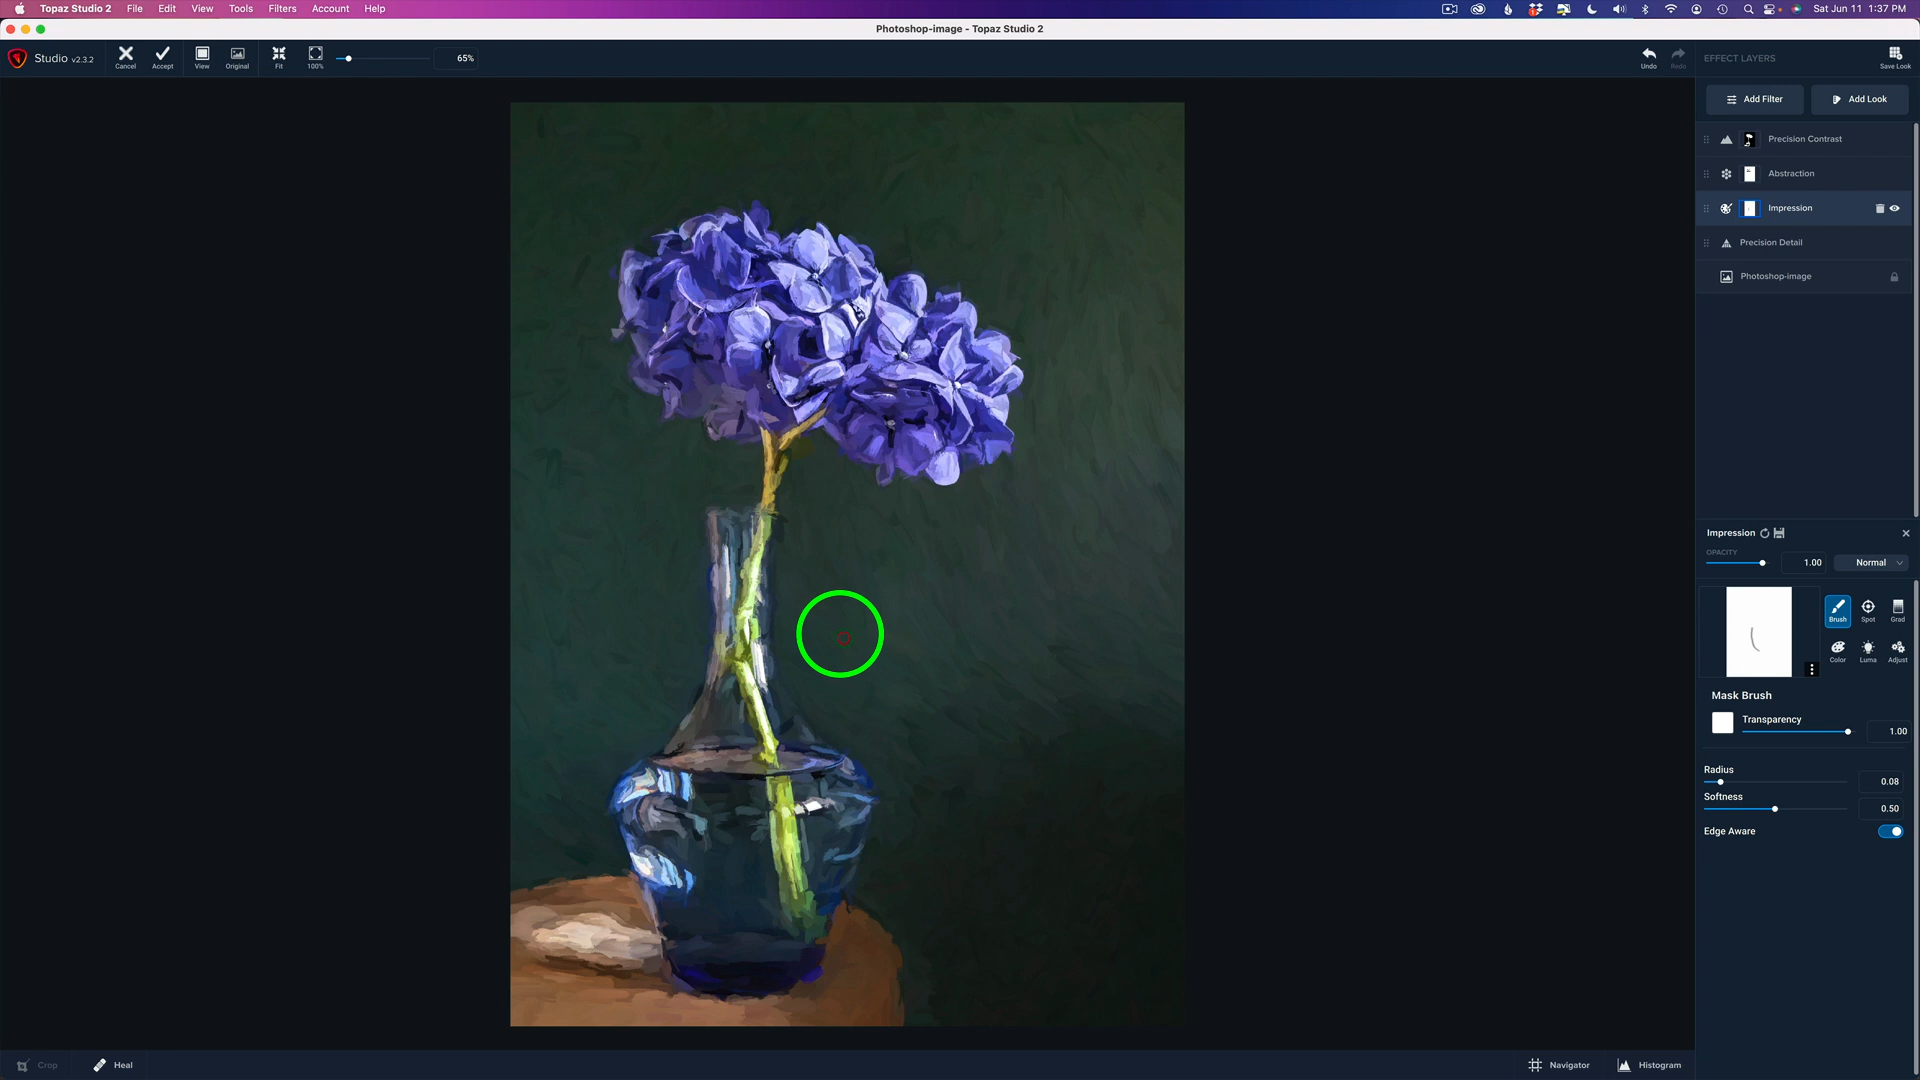 Topaz Studio 2 File Edit View Tools Filters Account Help
Sat Jun 11 1:37 PM
Photoshop-image - Topaz Studio 2
Studio v2.3.2
Cancel Accept View Original Fit 100% 65% Undo Redo
EFFECT LAYERS
Save Look
Add Filter Add Look
Precision Contrast
Abstraction
Impression
Precision Detail
Photoshop-image
Impression
OPACITY 1.00 Normal
Brush Spot Grad
Color Luma Adjust
Mask Brush
Transparency 1.00
Radius 0.08
Softness 0.50
Edge Aware
Crop Heal Navigator Histogram